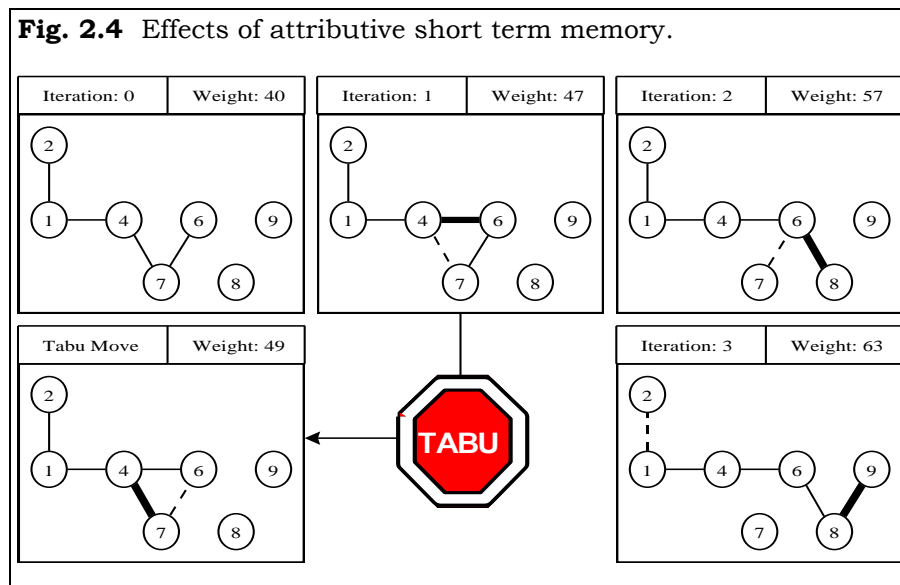 Fig. 2.4 Effects of attributive short term memory.
Iteration: 0 Weight: 40
2
1 4 6 9
7 8
Iteration: 1 Weight: 47
2
1 4 6 9
7 8
Iteration: 2 Weight: 57
2
1 4 6 9
7 8
Tabu Move Weight: 49
2
1 4 6 9
7 8
TABU
Iteration: 3 Weight: 63
2
1 4 6 9
7 8